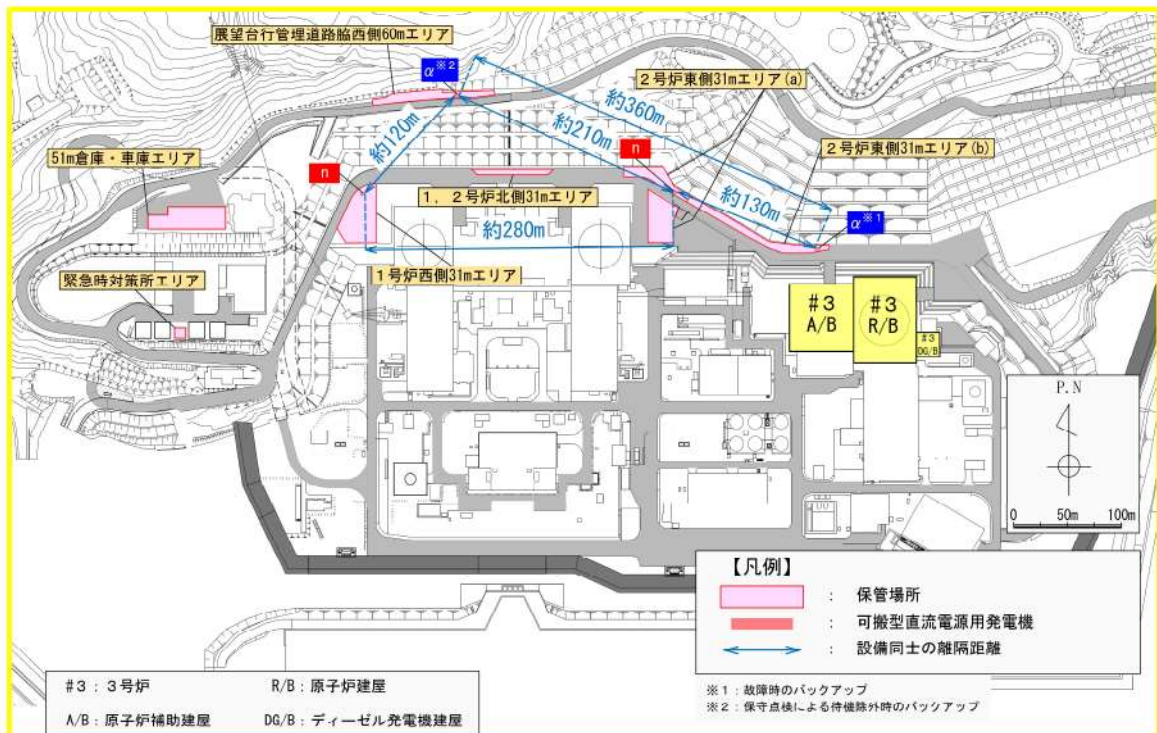 展望台行管理道路脇西側60mエリア
α※2
2号炉東側31mエリア(a)
約360m
約210m
約120m
51m倉庫・車庫エリア
n
n
2号炉東側31mエリア(b)
1,2号炉北側31mエリア
約130m
α※1
約280m
1号炉西側31mエリア
緊急時対策所エリア
#3
A/B
#3
R/B
#3
DG/B
P.N
0 50m 100m
【凡例】
: 保管場所
: 可搬型直流電源用発電機
: 設備同士の離隔距離
#3:3号炉 R/B:原子炉建屋
A/B:原子炉補助建屋 DG/B:ディーゼル発電機建屋
※1:故障時のバックアップ
※2:保守点検による待機除外時のバックアップ